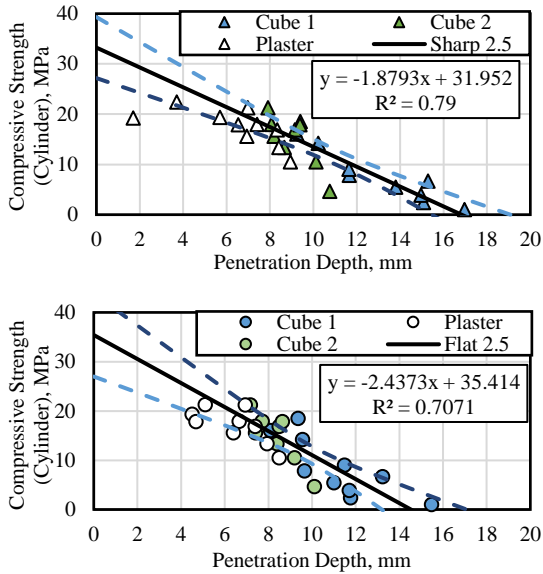 Cube 1
Cube 2
Plaster
Sharp 2.5
y = -1.8793x + 31.952
R² = 0.79
Compressive Strength
(Cylinder), MPa
40
30
20
10
0
0 2 4 6 8 10 12 14 16 18 20
Penetration Depth, mm
Cube 1
Plaster
Cube 2
Flat 2.5
y = -2.4373x + 35.414
R² = 0.7071
Compressive Strength
(Cylinder), MPa
40
30
20
10
0
0 2 4 6 8 10 12 14 16 18 20
Penetration Depth, mm